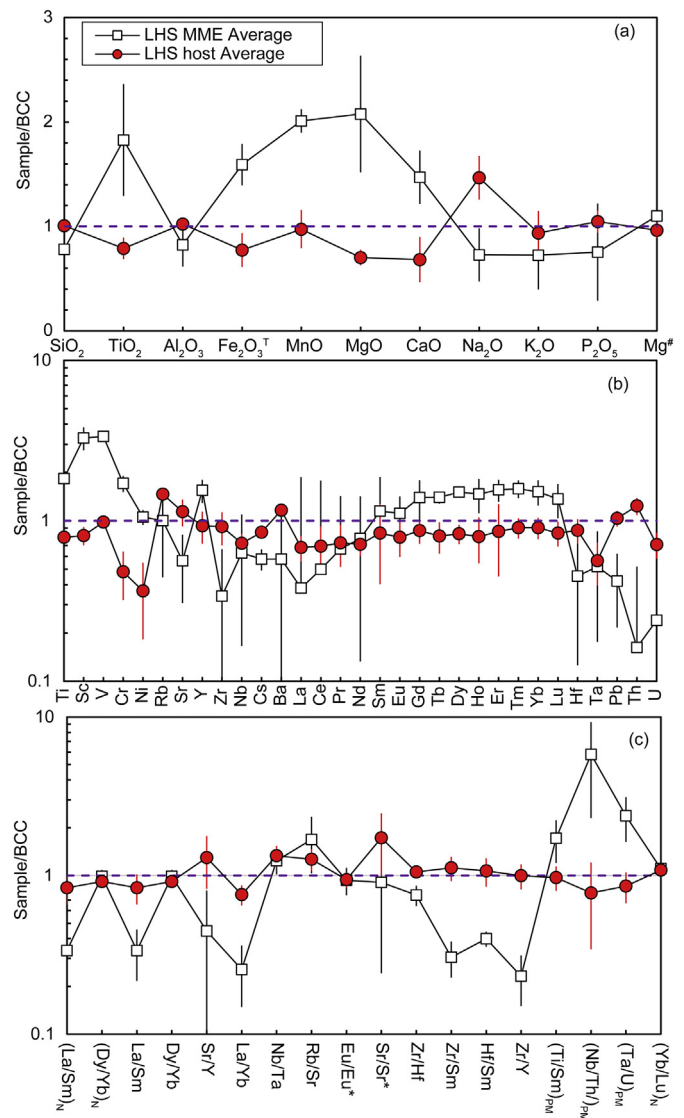 3
LHS MME Average
LHS host Average
(a)
2
Sample/BCC
1
0
SiO₂ TiO₂ Al₂O₃ Fe₂O₃ᵀ MnO MgO CaO Na₂O K₂O P₂O₅ Mg#
10
(b)
Sample/BCC
1
0.1
Ti Sc V Cr Ni Rb Sr Y Zr Nb Cs Ba La Ce Pr Nd Sm Eu Gd Tb Dy Ho Er Tm Yb Lu Hf Ta Pb Th U
10
(c)
Sample/BCC
1
0.1
(La/Sm)N (Dy/Yb)N La/Sm Dy/Yb Sr/Y La/Yb Nb/Ta Rb/Sr Eu/Eu* Sr/Sr* Zr/Hf Zr/Sm Hf/Sm Zr/Y (Ti/Sm)PM (Nb/Th/)PM (Ta/U)PM (Yb/Lu)N